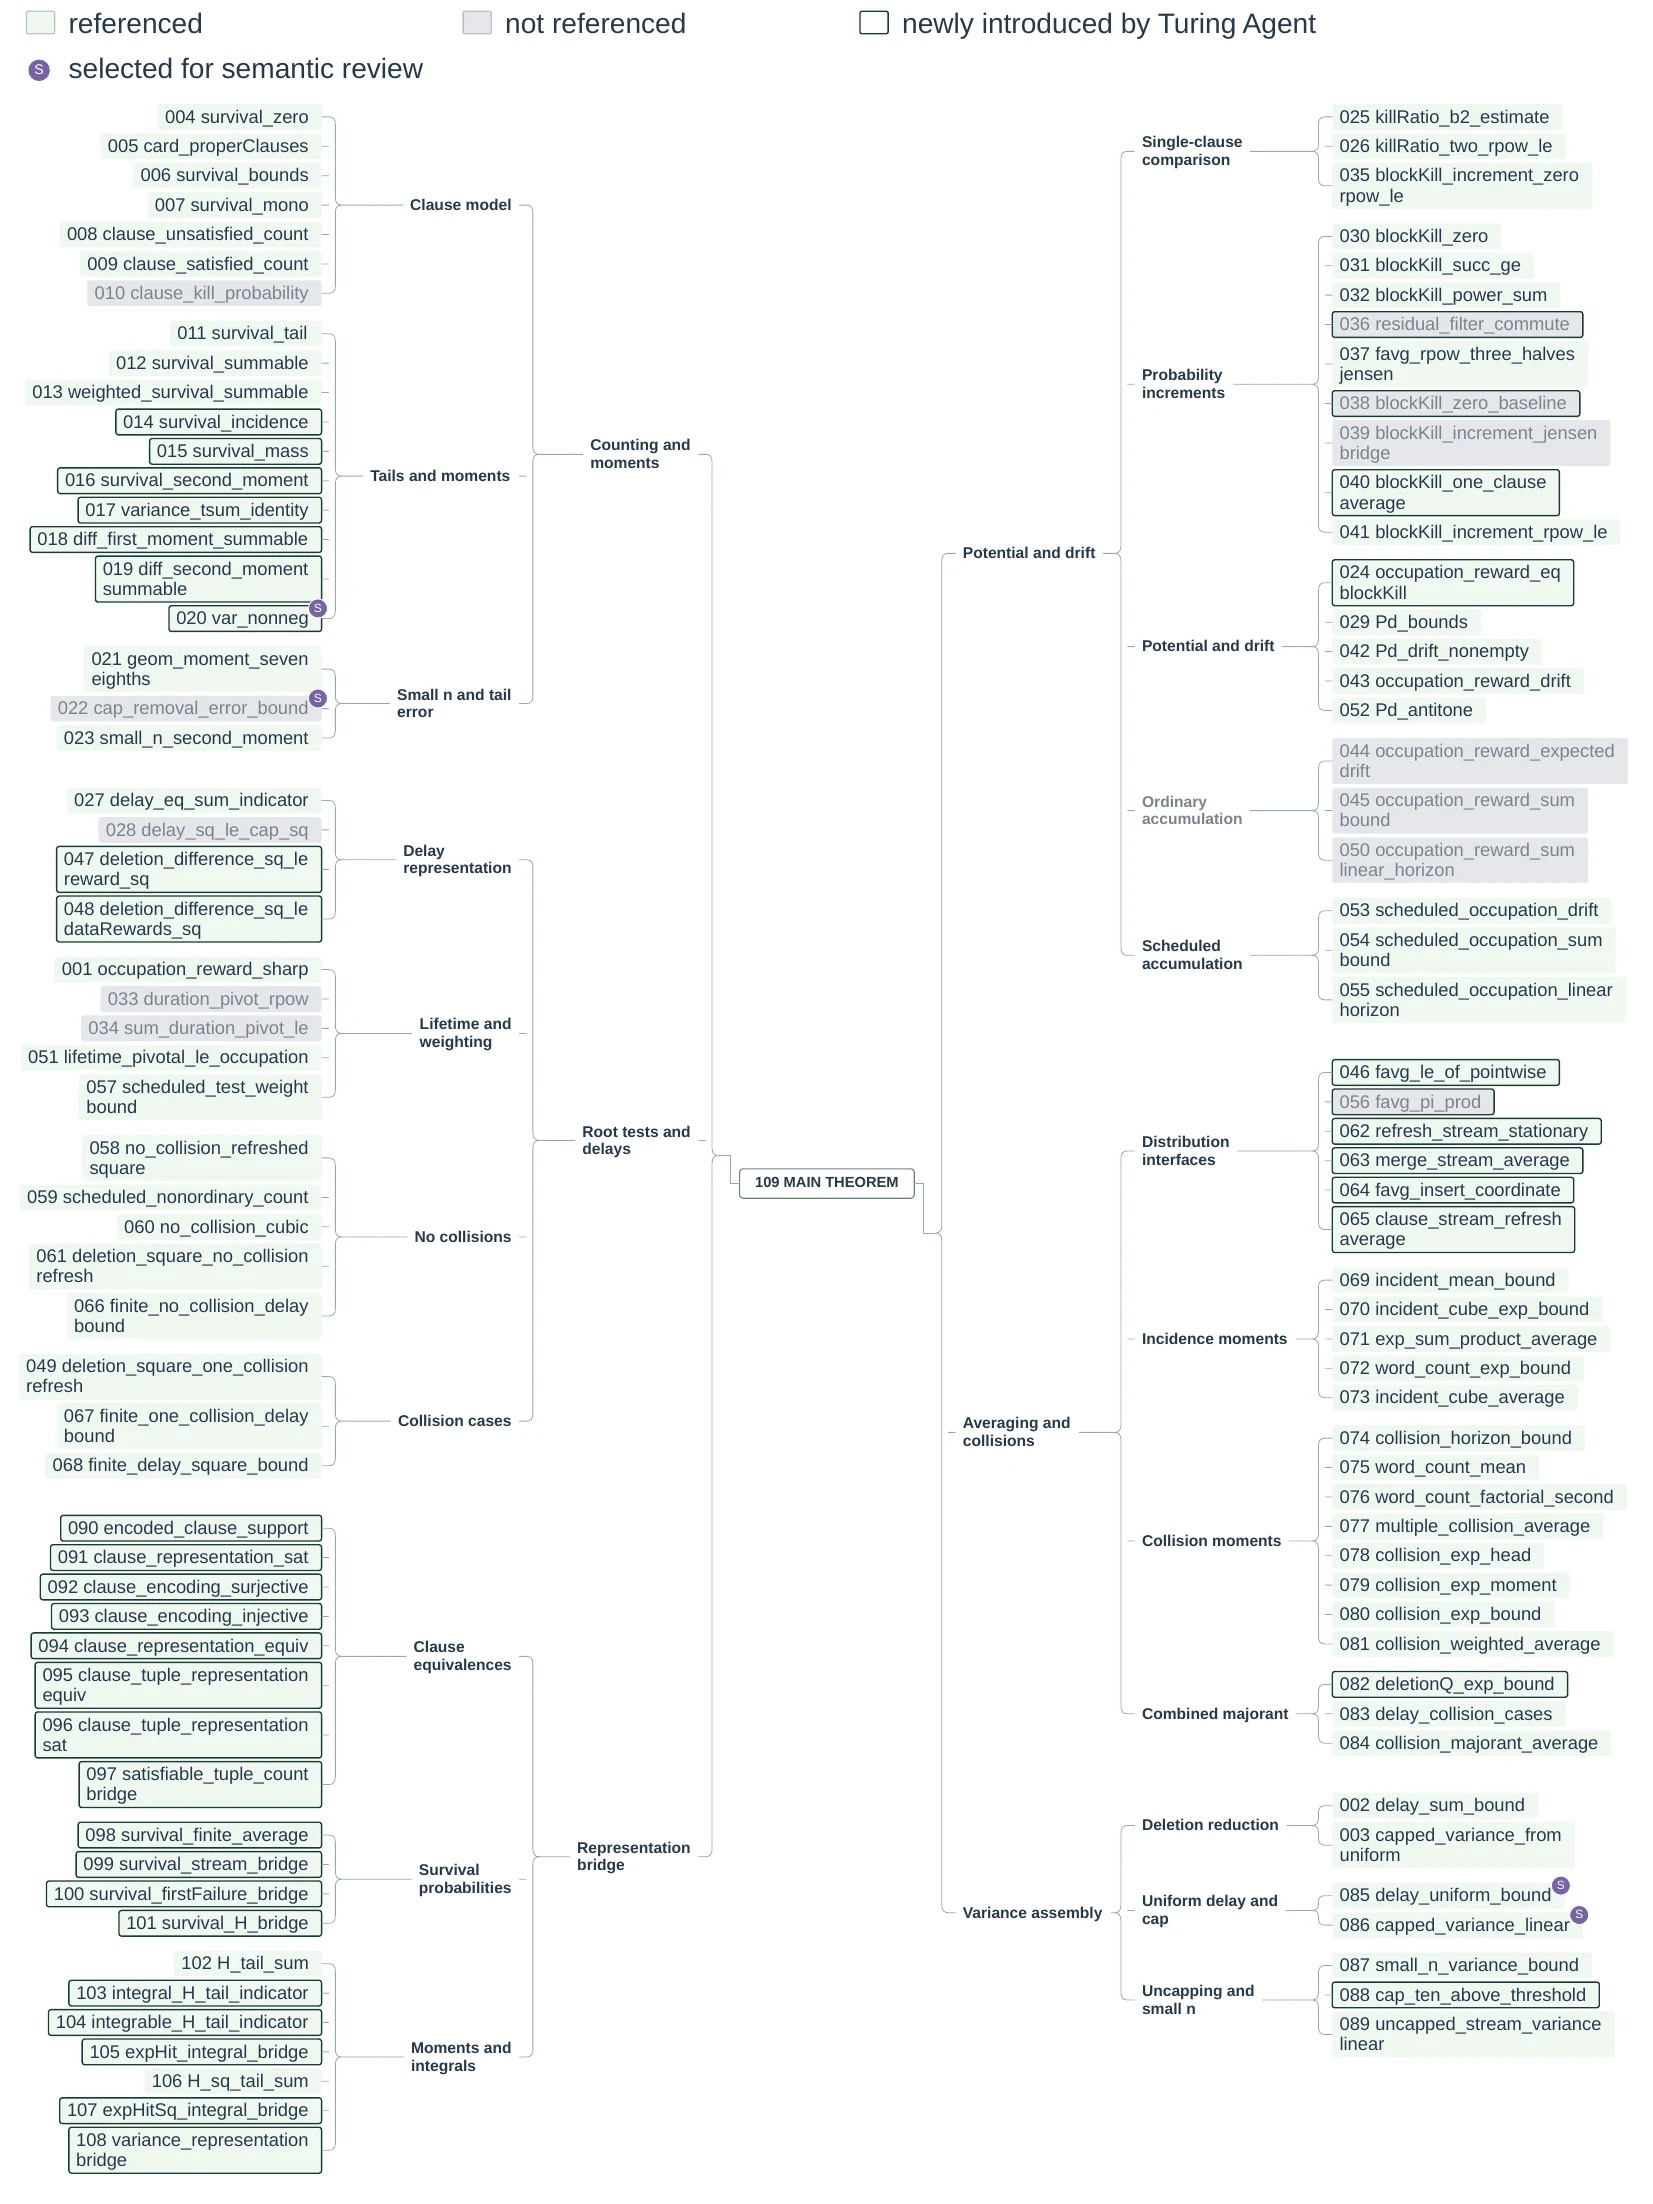 referenced
not referenced
newly introduced by Turing Agent
S selected for semantic review
004 survival_zero
005 card_properClauses
006 survival_bounds
007 survival_mono
008 clause_unsatisfied_count
009 clause_satisfied_count
010 clause_kill_probability
Clause model
011 survival_tail
012 survival_summable
013 weighted_survival_summable
014 survival_incidence
015 survival_mass
016 survival_second_moment
017 variance_tsum_identity
018 diff_first_moment_summable
019 diff_second_moment
summable
020 var_nonneg
S
Tails and moments
021 geom_moment_seven
eighths
022 cap_removal_error_bound
S
023 small_n_second_moment
Small n and tail
error
Counting and
moments
027 delay_eq_sum_indicator
028 delay_sq_le_cap_sq
047 deletion_difference_sq_le
reward_sq
048 deletion_difference_sq_le
dataRewards_sq
Delay
representation
001 occupation_reward_sharp
033 duration_pivot_rpow
034 sum_duration_pivot_le
051 lifetime_pivotal_le_occupation
057 scheduled_test_weight
bound
Lifetime and
weighting
058 no_collision_refreshed
square
059 scheduled_nonordinary_count
060 no_collision_cubic
061 deletion_square_no_collision
refresh
066 finite_no_collision_delay
bound
No collisions
049 deletion_square_one_collision
refresh
067 finite_one_collision_delay
bound
068 finite_delay_square_bound
Collision cases
Root tests and
delays
090 encoded_clause_support
091 clause_representation_sat
092 clause_encoding_surjective
093 clause_encoding_injective
094 clause_representation_equiv
095 clause_tuple_representation
equiv
096 clause_tuple_representation
sat
097 satisfiable_tuple_count
bridge
Clause
equivalences
098 survival_finite_average
099 survival_stream_bridge
100 survival_firstFailure_bridge
101 survival_H_bridge
Survival
probabilities
102 H_tail_sum
103 integral_H_tail_indicator
104 integrable_H_tail_indicator
105 expHit_integral_bridge
106 H_sq_tail_sum
107 expHitSq_integral_bridge
108 variance_representation
bridge
Moments and
integrals
Representation
bridge
109 MAIN THEOREM
Potential and drift
Single-clause
comparison
025 killRatio_b2_estimate
026 killRatio_two_rpow_le
035 blockKill_increment_zero
rpow_le
Probability
increments
030 blockKill_zero
031 blockKill_succ_ge
032 blockKill_power_sum
036 residual_filter_commute
037 favg_rpow_three_halves
jensen
038 blockKill_zero_baseline
039 blockKill_increment_jensen
bridge
040 blockKill_one_clause
average
041 blockKill_increment_rpow_le
Potential and drift
024 occupation_reward_eq
blockKill
029 Pd_bounds
042 Pd_drift_nonempty
043 occupation_reward_drift
052 Pd_antitone
Ordinary
accumulation
044 occupation_reward_expected
drift
045 occupation_reward_sum
bound
050 occupation_reward_sum
linear_horizon
Scheduled
accumulation
053 scheduled_occupation_drift
054 scheduled_occupation_sum
bound
055 scheduled_occupation_linear
horizon
Averaging and
collisions
Distribution
interfaces
046 favg_le_of_pointwise
056 favg_pi_prod
062 refresh_stream_stationary
063 merge_stream_average
064 favg_insert_coordinate
065 clause_stream_refresh
average
Incidence moments
069 incident_mean_bound
070 incident_cube_exp_bound
071 exp_sum_product_average
072 word_count_exp_bound
073 incident_cube_average
Collision moments
074 collision_horizon_bound
075 word_count_mean
076 word_count_factorial_second
077 multiple_collision_average
078 collision_exp_head
079 collision_exp_moment
080 collision_exp_bound
081 collision_weighted_average
Combined majorant
082 deletionQ_exp_bound
083 delay_collision_cases
084 collision_majorant_average
Variance assembly
Deletion reduction
002 delay_sum_bound
003 capped_variance_from
uniform
Uniform delay and
cap
085 delay_uniform_bound
S
086 capped_variance_linear
S
Uncapping and
small n
087 small_n_variance_bound
088 cap_ten_above_threshold
089 uncapped_stream_variance
linear